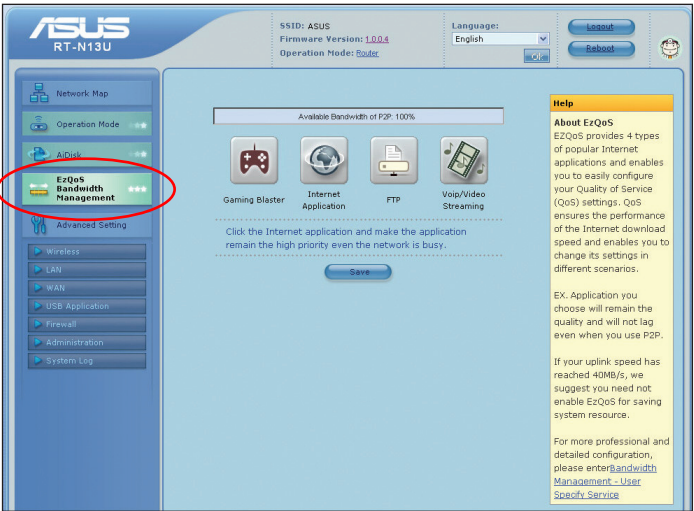 ASUS
RT-N13U
SSID: ASUS
Firmware Version: 1.0.0.4
Operation Mode: Router
Language:
English
OK
Logout
Reboot
Network Map
Operation Mode
AiDisk
EzQoS
Bandwidth
Management
Advanced Setting
Wireless
LAN
WAN
USB Application
Firewall
Administration
System Log
Available Bandwidth of P2P: 100%
Gaming Blaster
Internet
Application
FTP
Voip/Video
Streaming
Click the Internet application and make the application
remain the high priority even the network is busy.
Save
Help
About EzQoS
EZQoS provides 4 types
of popular Internet
applications and enables
you to easily configure
your Quality of Service
(QoS) settings. QoS
ensures the performance
of the Internet download
speed and enables you to
change its settings in
different scenarios.
EX. Application you
choose will remain the
quality and will not lag
even when you use P2P.
If your uplink speed has
reached 40MB/s, we
suggest you need not
enable EzQoS for saving
system resource.
For more professional and
detailed configuration,
please enterBandwidth
Management - User
Specify Service